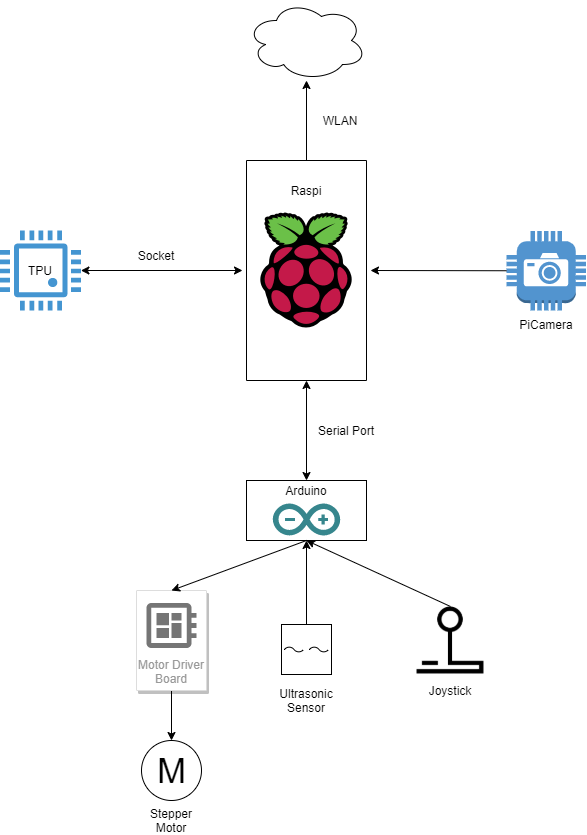 WLAN
Raspi
Socket
TPU
PiCamera
Serial Port
Arduino
Motor Driver
Board
Ultrasonic
Sensor
Joystick
M
Stepper
Motor